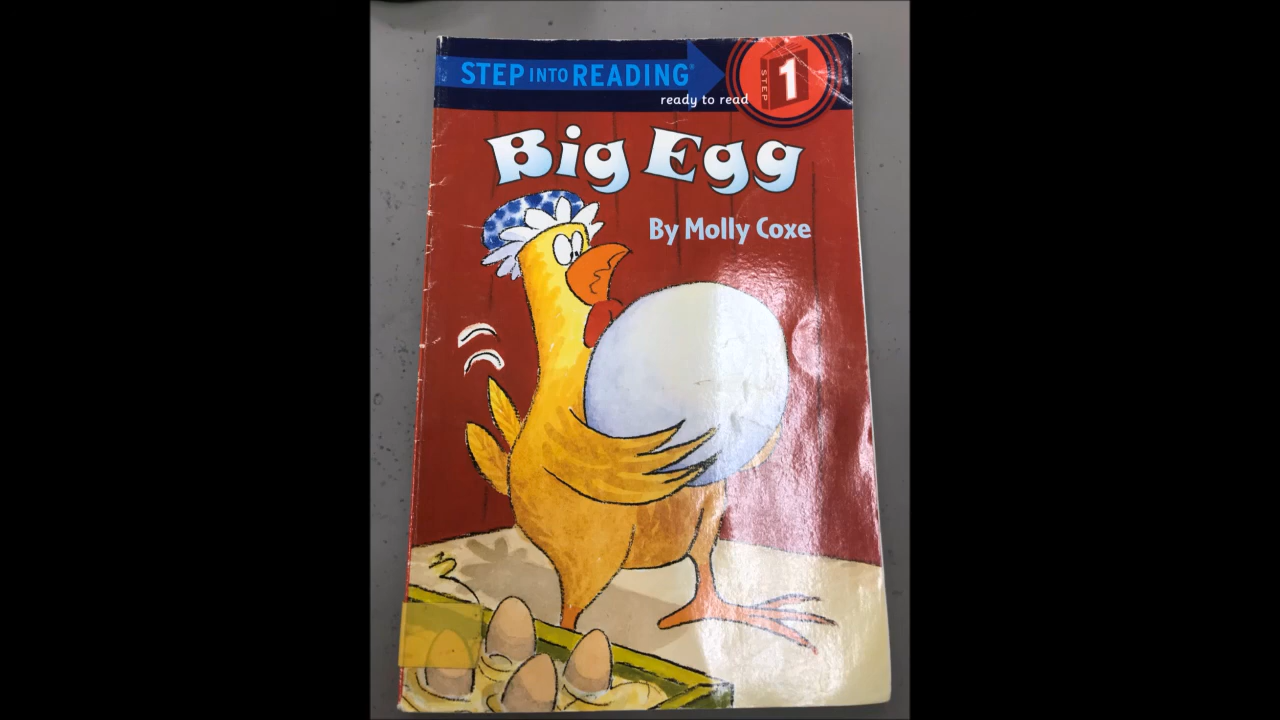 STEP INTO READING®
ready to read
STEP 1
Big Egg
By Molly Coxe